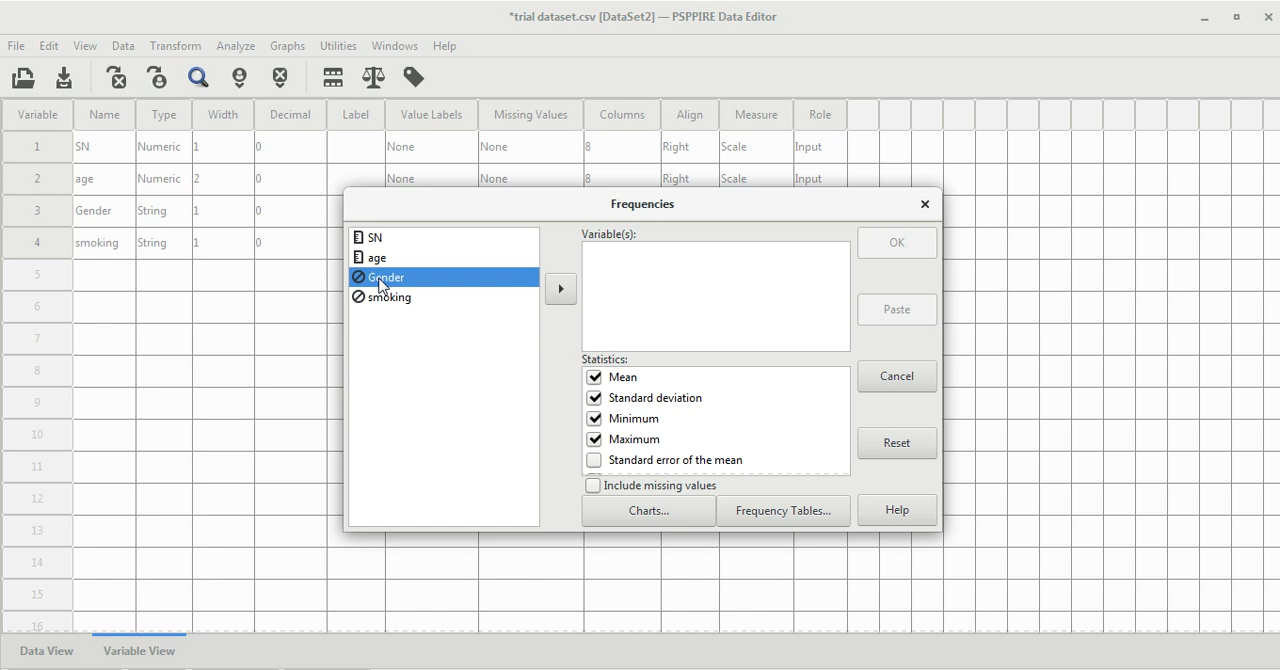 *trial dataset.csv [DataSet2] — PSPPIRE Data Editor
File Edit View Data Transform Analyze Graphs Utilities Windows Help
Variable Name Type Width Decimal Label Value Labels Missing Values Columns Align Measure Role
1 SN Numeric 1 0 None None 8 Right Scale Input
2 age Numeric 2 0 None None 8 Right Scale Input
3 Gender String 1 0
4 smoking String 1 0
5
6
7
8
9
10
11
12
13
14
15
16
Frequencies
SN
age
Gender
smoking
Variable(s):
Statistics:
Mean
Standard deviation
Minimum
Maximum
Standard error of the mean
Include missing values
Charts... Frequency Tables...
OK
Paste
Cancel
Reset
Help
Data View Variable View